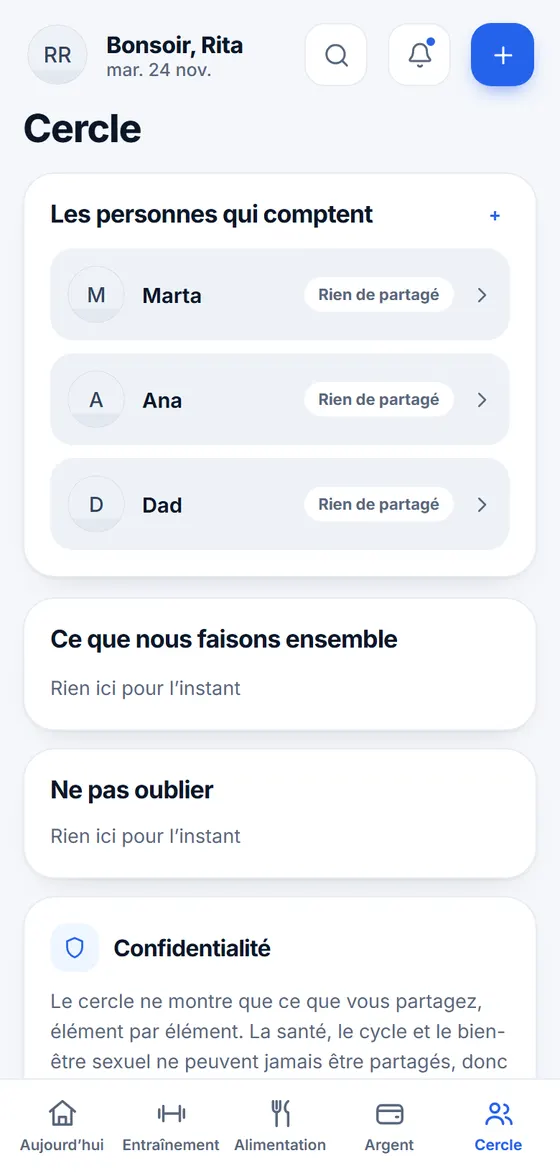 RR
Bonsoir, Rita
mar. 24 nov.
Cercle
Les personnes qui comptent
+
M
Marta
Rien de partagé
A
Ana
Rien de partagé
D
Dad
Rien de partagé
Ce que nous faisons ensemble
Rien ici pour l’instant
Ne pas oublier
Rien ici pour l’instant
Confidentialité
Le cercle ne montre que ce que vous partagez,
élément par élément. La santé, le cycle et le bien-
être sexuel ne peuvent jamais être partagés, donc
Aujourd’hui
Entraînement
Alimentation
Argent
Cercle